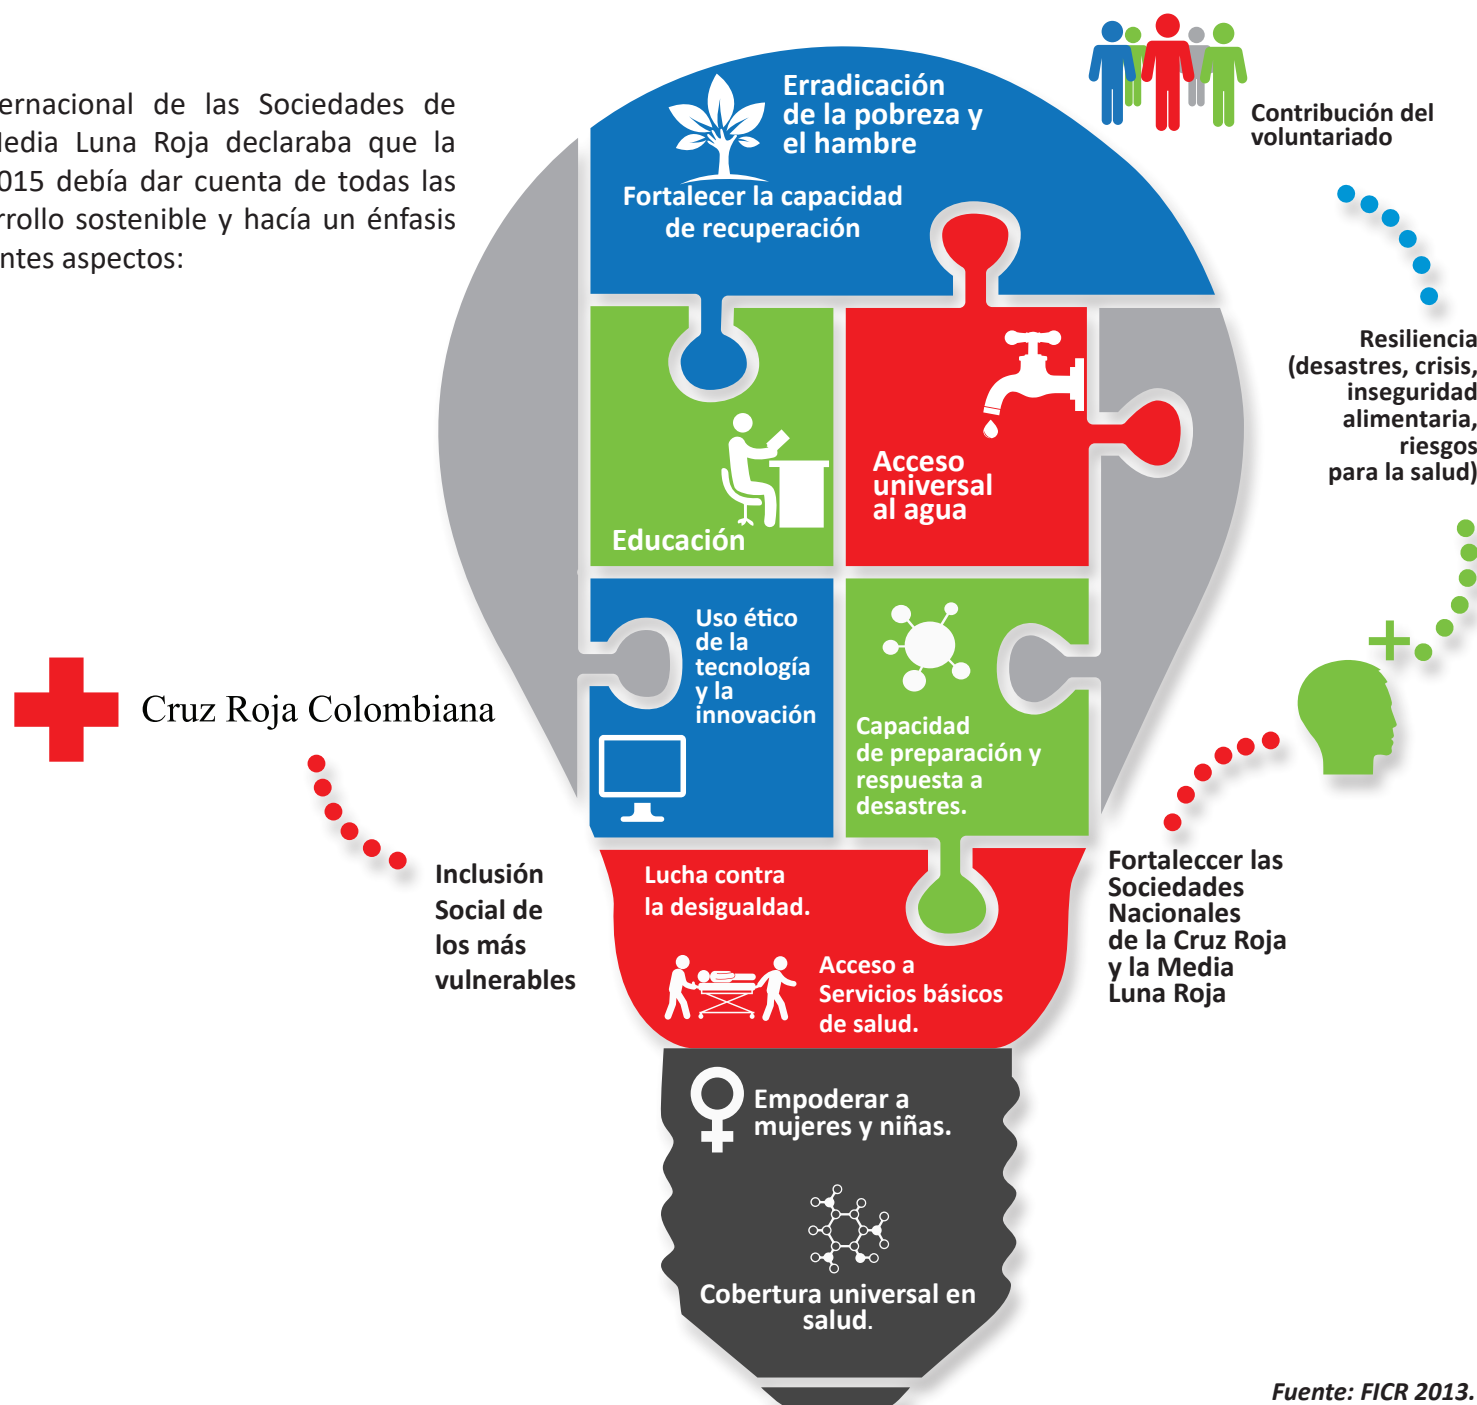 ernacional de las Sociedades de
Media Luna Roja declaraba que la
015 debía dar cuenta de todas las
rrollo sostenible y hacía un énfasis
ntes aspectos:
Erradicación
de la pobreza y
el hambre
Fortalecer la capacidad
de recuperación
Contribución del
voluntariado
Resiliencia
(desastres, crisis,
inseguridad
alimentaria,
riesgos
para la salud)
Educación
Acceso
universal
al agua
Uso ético
de la
tecnología
y la
innovación
Capacidad
de preparación y
respuesta a
desastres.
Cruz Roja Colombiana
Inclusión
Social de
los más
vulnerables
Lucha contra
la desigualdad.
Acceso a
Servicios básicos
de salud.
Fortaleccer las
Sociedades
Nacionales
de la Cruz Roja
y la Media
Luna Roja
Empoderar a
mujeres y niñas.
Cobertura universal en
salud.
Fuente: FICR 2013.